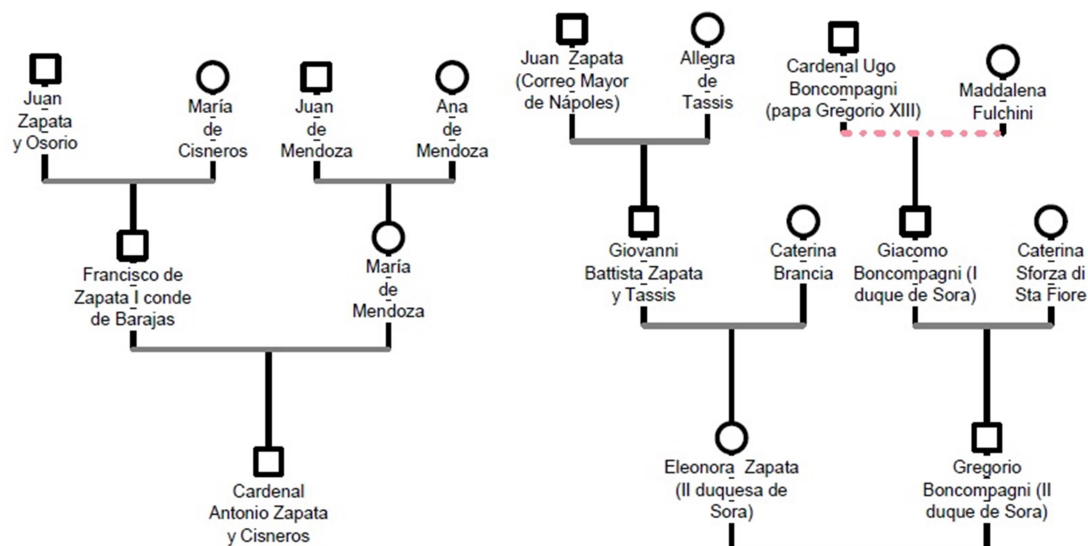 Juan
Zapata
y Osorio
María
de
Cisneros
Juan
de
Mendoza
Ana
de
Mendoza
Juan Zapata
(Correo Mayor
de Nápoles)
Allegra
de
Tassis
Cardenal Ugo
Boncompagni
(papa Gregorio XIII)
Maddalena
Fulchini
Francisco de
Zapata I conde
de Barajas
María
de
Mendoza
Giovanni
Battista Zapata
y Tassis
Caterina
Brancia
Giacomo
Boncompagni (I
duque de Sora)
Caterina
Sforza di
Sta Fiore
Cardenal
Antonio Zapata
y Cisneros
Eleonora Zapata
(II duquesa de
Sora)
Gregorio
Boncompagni (II
duque de Sora)